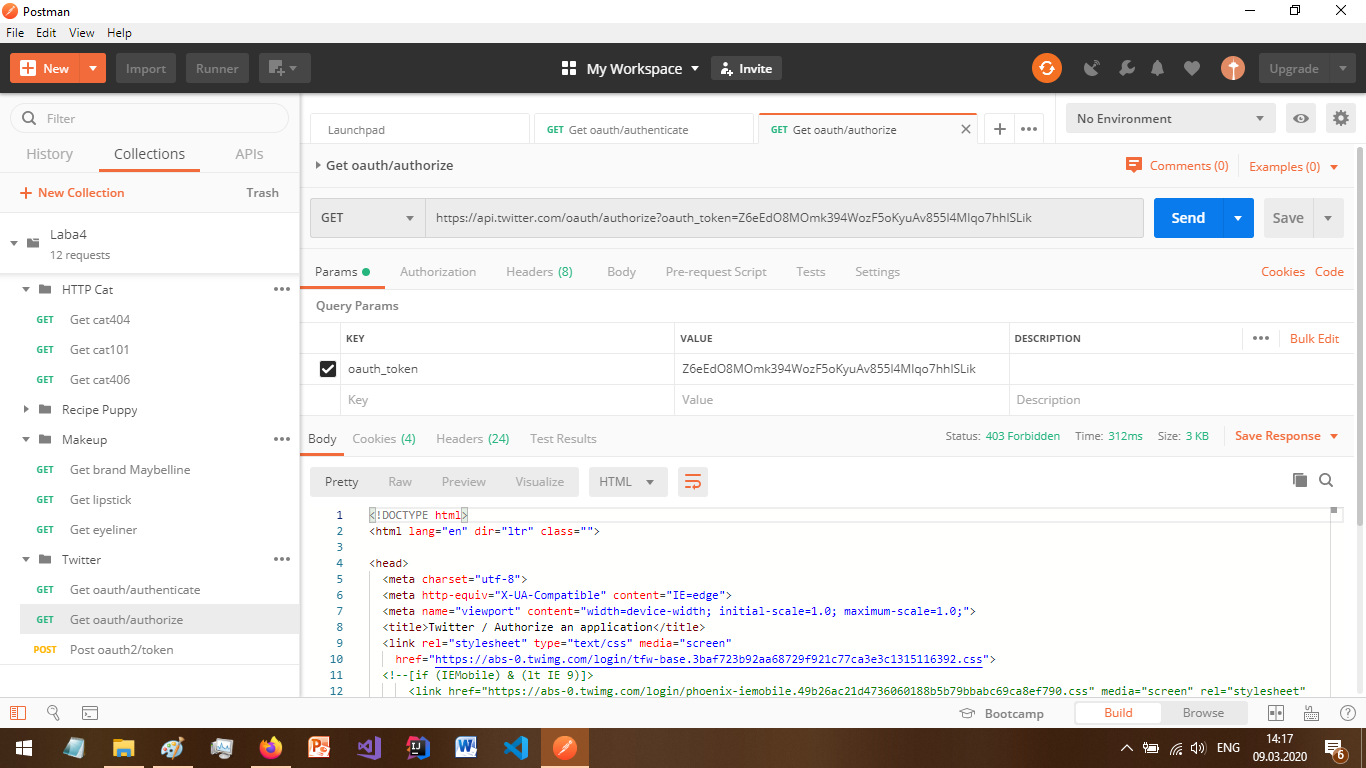 Postman
File Edit View Help
New Import Runner My Workspace Invite Upgrade
Filter
History Collections APIs
New Collection Trash
Laba4
12 requests
HTTP Cat
GET Get cat404
GET Get cat101
GET Get cat406
Recipe Puppy
Makeup
GET Get brand Maybelline
GET Get lipstick
GET Get eyeliner
Twitter
GET Get oauth/authenticate
GET Get oauth/authorize
POST Post oauth2/token
Launchpad GET Get oauth/authenticate GET Get oauth/authorize No Environment
Get oauth/authorize Comments (0) Examples (0)
GET https://api.twitter.com/oauth/authorize?oauth_token=Z6eEdO8MOmk394WozF5oKyuAv855l4MIqo7hhlSLik Send Save
Params Authorization Headers (8) Body Pre-request Script Tests Settings Cookies Code
Query Params
KEY VALUE DESCRIPTION Bulk Edit
oauth_token Z6eEdO8MOmk394WozF5oKyuAv855l4MIqo7hhlSLik
Key Value Description
Body Cookies (4) Headers (24) Test Results Status: 403 Forbidden Time: 312ms Size: 3 KB Save Response
Pretty Raw Preview Visualize HTML
1 <!DOCTYPE html>
2 <html lang="en" dir="ltr" class="">
3
4 <head>
5 <meta charset="utf-8">
6 <meta http-equiv="X-UA-Compatible" content="IE=edge">
7 <meta name="viewport" content="width=device-width; initial-scale=1.0; maximum-scale=1.0;">
8 <title>Twitter / Authorize an application</title>
9 <link rel="stylesheet" type="text/css" media="screen"
10 href="https://abs-0.twimg.com/login/tfw-base.3baf723b92aa68729f921c77ca3e3c1315116392.css">
11 <!--[if (IEMobile) & (lt IE 9)]>
12 <link href="https://abs-0.twimg.com/login/phoenix-iemobile.49b26ac21d4736060188b5b79bbabc69ca8ef790.css" media="screen" rel="stylesheet"
Bootcamp Build Browse
ENG 14:17
09.03.2020
6